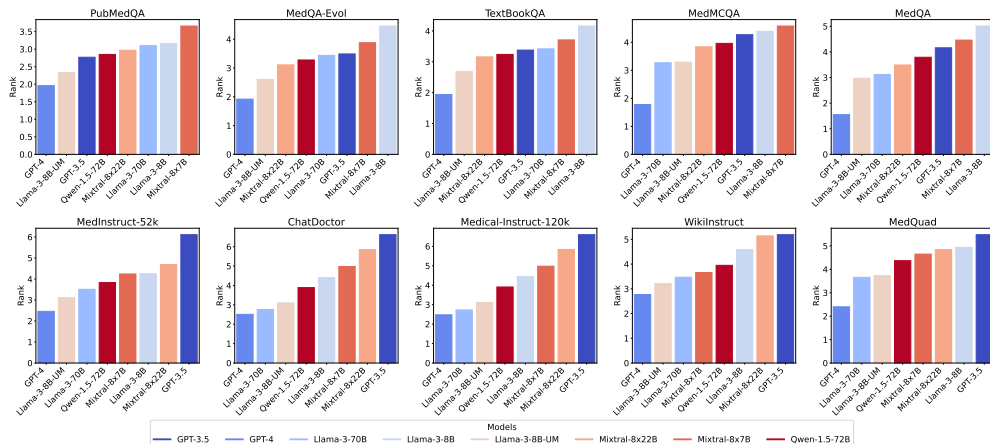 PubMedQA
Rank
0.0
0.5
1.0
1.5
2.0
2.5
3.0
3.5
GPT-4
Llama-3-8B-UM
GPT-3.5
Qwen-1.5-72B
Mixtral-8x22B
Llama-3-70B
Llama-3-8B
Mixtral-8x7B
MedQA-Evol
Rank
0
1
2
3
4
GPT-4
Llama-3-8B-UM
Mixtral-8x22B
Qwen-1.5-72B
Llama-3-70B
GPT-3.5
Mixtral-8x7B
Llama-3-8B
TextBookQA
Rank
0
1
2
3
4
GPT-4
Llama-3-8B-UM
Mixtral-8x22B
Qwen-1.5-72B
GPT-3.5
Llama-3-70B
Mixtral-8x7B
Llama-3-8B
MedMCQA
Rank
0
1
2
3
4
GPT-4
Llama-3-70B
Llama-3-8B-UM
Mixtral-8x22B
Qwen-1.5-72B
GPT-3.5
Llama-3-8B
Mixtral-8x7B
MedQA
Rank
0
1
2
3
4
5
GPT-4
Llama-3-8B-UM
Llama-3-70B
Mixtral-8x22B
Qwen-1.5-72B
GPT-3.5
Mixtral-8x7B
Llama-3-8B
MedInstruct-52k
Rank
0
1
2
3
4
5
6
GPT-4
Llama-3-8B-UM
Llama-3-70B
Qwen-1.5-72B
Mixtral-8x7B
Llama-3-8B
Mixtral-8x22B
GPT-3.5
ChatDoctor
Rank
0
1
2
3
4
5
6
GPT-4
Llama-3-70B
Llama-3-8B-UM
Qwen-1.5-72B
Llama-3-8B
Mixtral-8x7B
Mixtral-8x22B
GPT-3.5
Medical-Instruct-120k
Rank
0
1
2
3
4
5
6
GPT-4
Llama-3-70B
Llama-3-8B-UM
Qwen-1.5-72B
Llama-3-8B
Mixtral-8x7B
Mixtral-8x22B
GPT-3.5
WikiInstruct
Rank
0
1
2
3
4
5
GPT-4
Llama-3-8B-UM
Llama-3-70B
Mixtral-8x7B
Qwen-1.5-72B
Llama-3-8B
Mixtral-8x22B
GPT-3.5
MedQuad
Rank
0
1
2
3
4
5
GPT-4
Llama-3-70B
Llama-3-8B-UM
Qwen-1.5-72B
Mixtral-8x7B
Mixtral-8x22B
Llama-3-8B
GPT-3.5
Models
GPT-3.5 GPT-4 Llama-3-70B Llama-3-8B Llama-3-8B-UM Mixtral-8x22B Mixtral-8x7B Qwen-1.5-72B